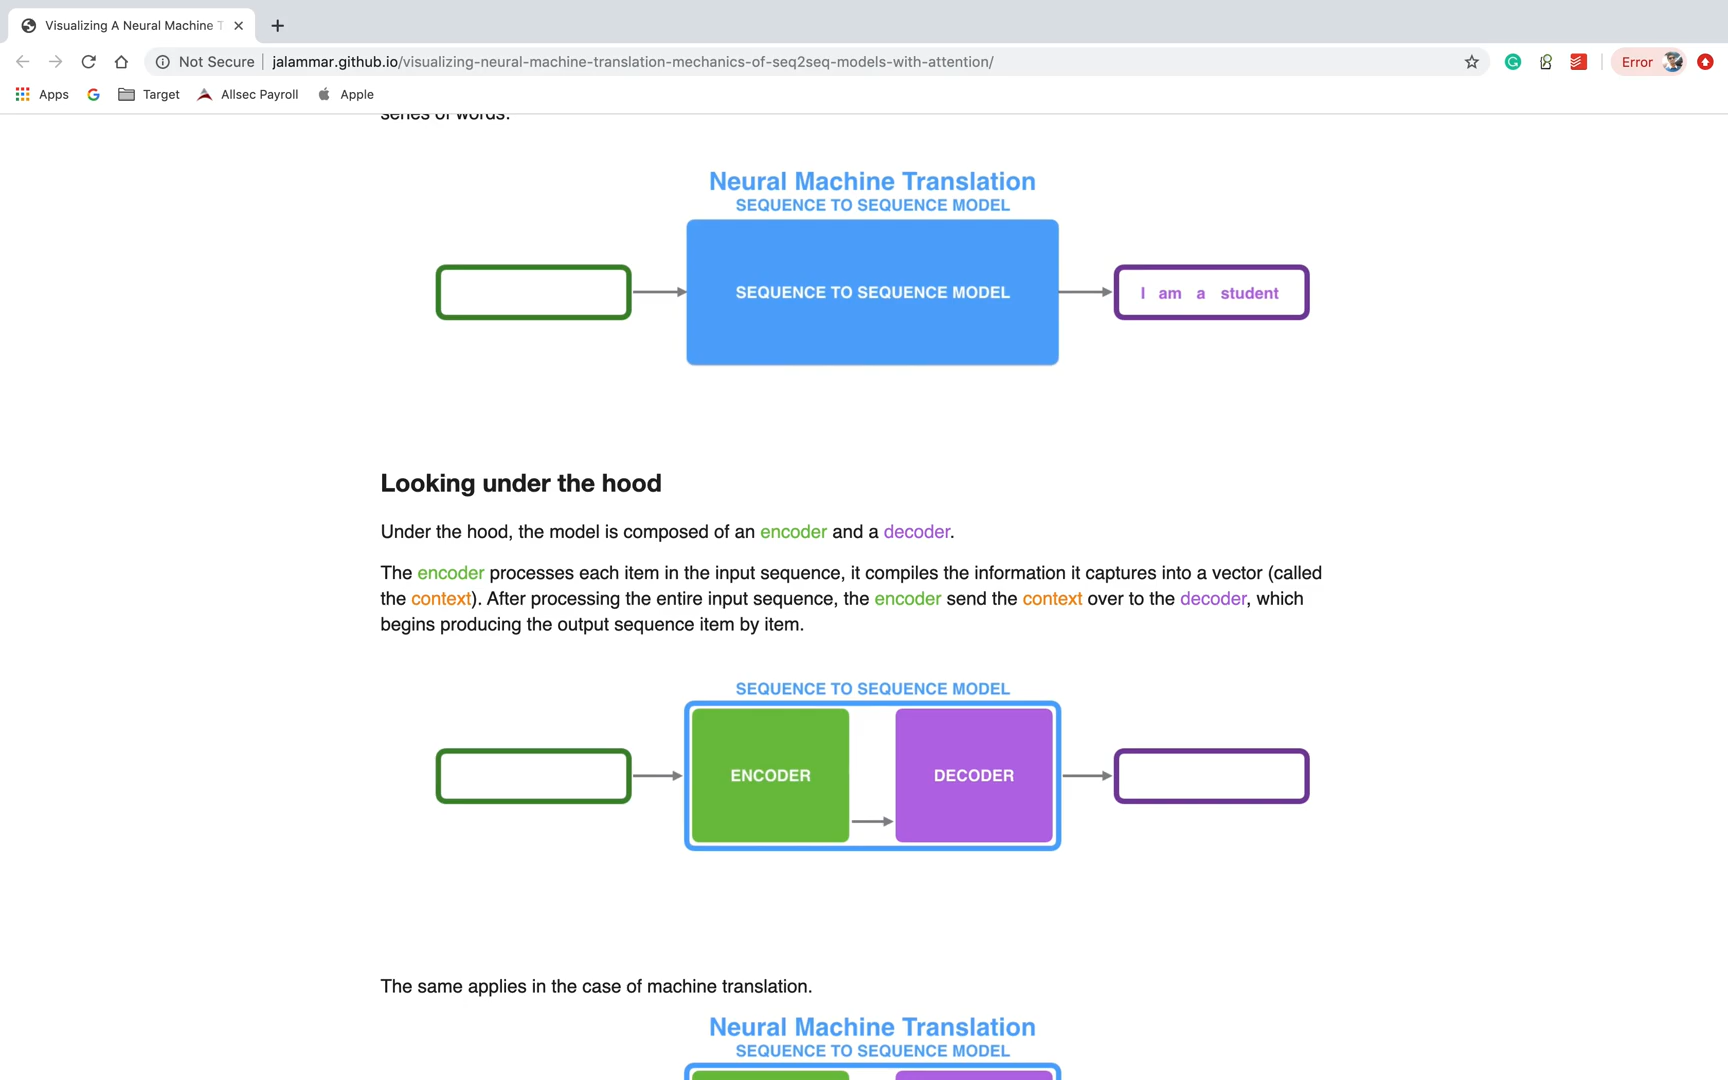 Visualizing A Neural Machine T
Not Secure
jalammar.github.io/visualizing-neural-machine-translation-mechanics-of-seq2seq-models-with-attention/
Error
Apps
Target
Allsec Payroll
Apple
series of words:
Neural Machine Translation
SEQUENCE TO SEQUENCE MODEL
SEQUENCE TO SEQUENCE MODEL
I am a student
Looking under the hood
Under the hood, the model is composed of an encoder and a decoder.
The encoder processes each item in the input sequence, it compiles the information it captures into a vector (called
the context). After processing the entire input sequence, the encoder send the context over to the decoder, which
begins producing the output sequence item by item.
SEQUENCE TO SEQUENCE MODEL
ENCODER
DECODER
The same applies in the case of machine translation.
Neural Machine Translation
SEQUENCE TO SEQUENCE MODEL